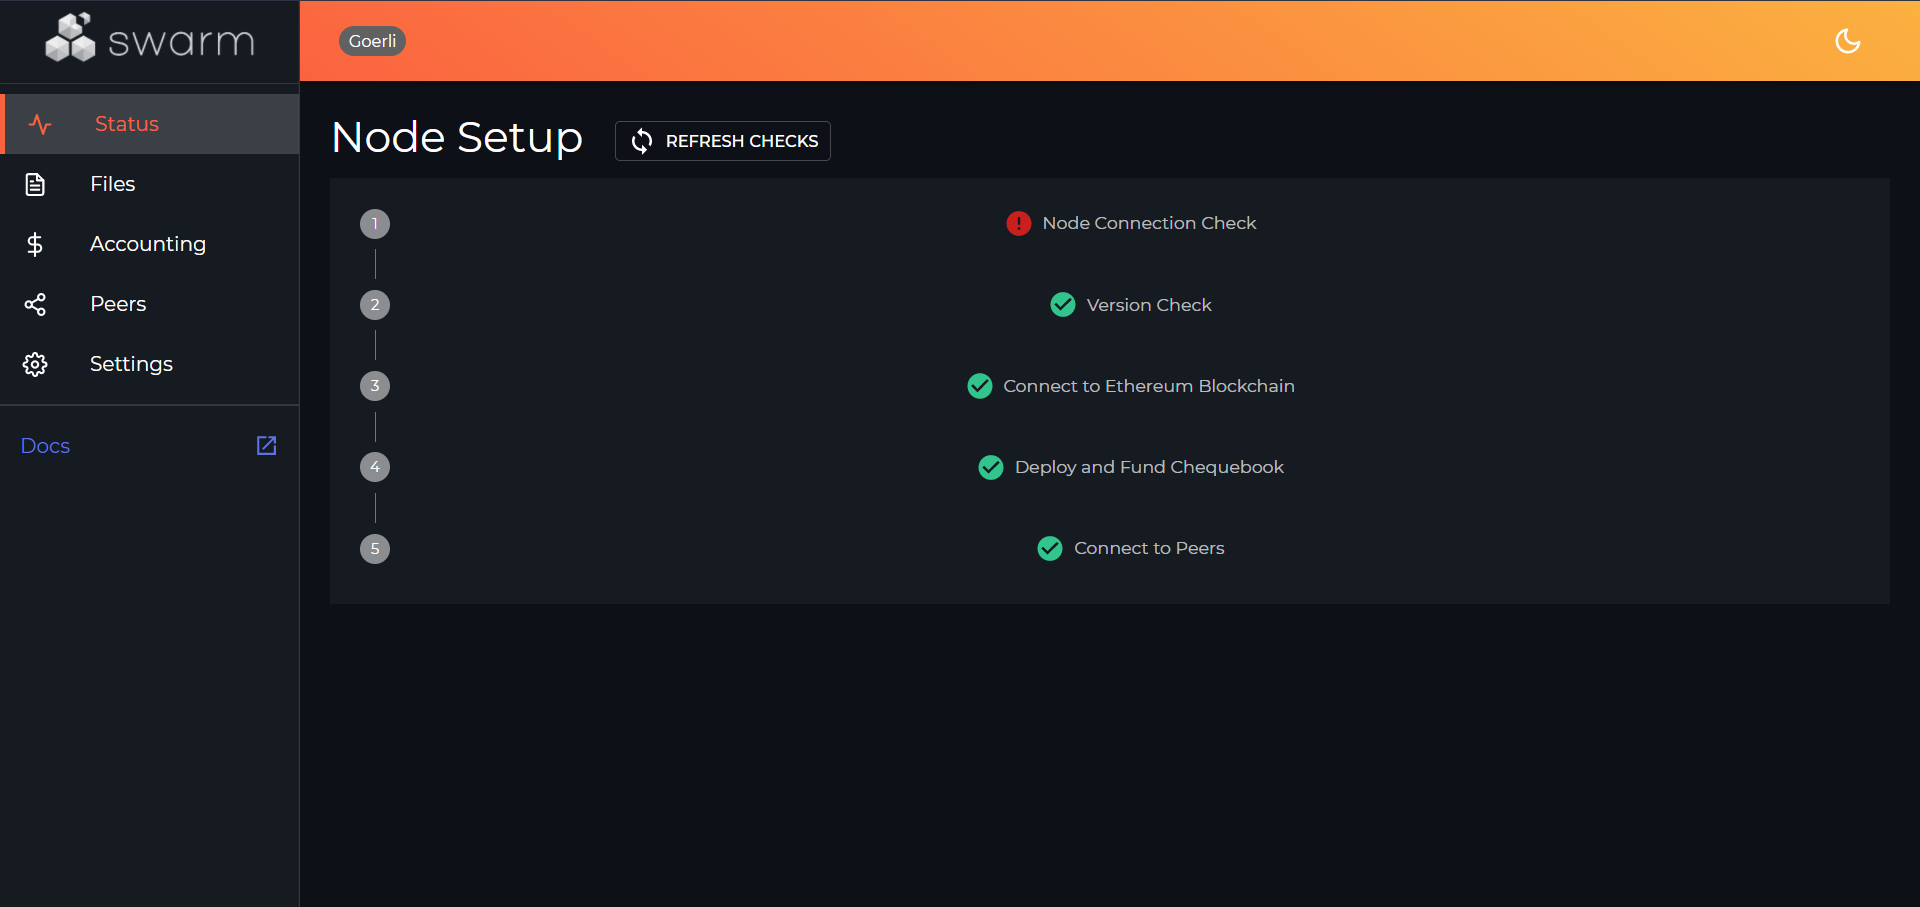 swarm
Goerli
Status
Files
Accounting
Peers
Settings
Docs
Node Setup
REFRESH CHECKS
1
Node Connection Check
2
Version Check
3
Connect to Ethereum Blockchain
4
Deploy and Fund Chequebook
5
Connect to Peers